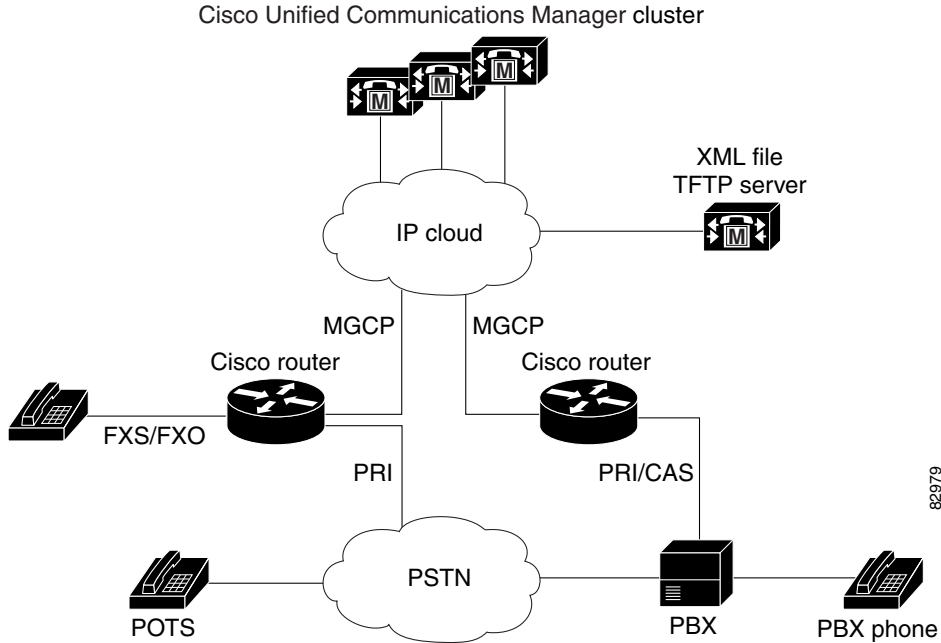 Cisco Unified Communications Manager cluster
M
M
M
XML file
TFTP server
M
IP cloud
MGCP
MGCP
Cisco router
Cisco router
FXS/FXO
PRI
PRI/CAS
82979
PSTN
POTS
PBX
PBX phone